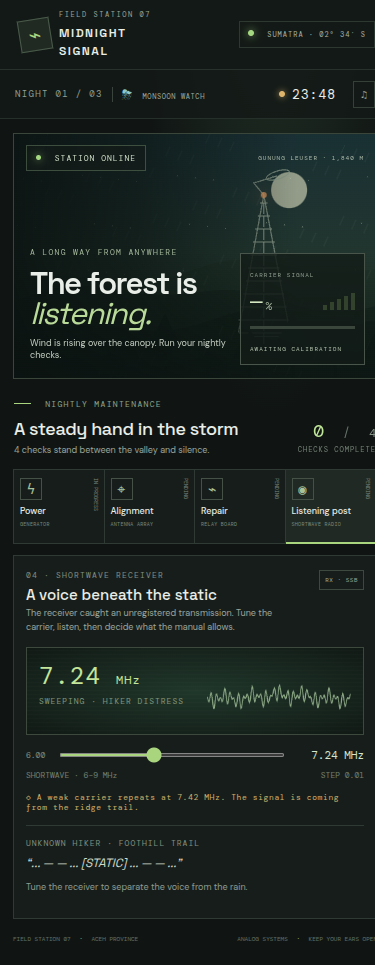 FIELD STATION 07
MIDNIGHT
SIGNAL
SUMATRA · 02° 34′ S
NIGHT 01 / 03
MONSOON WATCH
23:48
STATION ONLINE
GUNUNG LEUSER · 1,840 M
A LONG WAY FROM ANYWHERE
The forest is
listening.
Wind is rising over the canopy. Run your nightly
checks.
CARRIER SIGNAL
—%
AWAITING CALIBRATION
NIGHTLY MAINTENANCE
A steady hand in the storm
4 checks stand between the valley and silence.
0 / 4
CHECKS COMPLETE
Power
GENERATOR
IN PROGRESS
Alignment
ANTENNA ARRAY
PENDING
Repair
RELAY BOARD
PENDING
Listening post
SHORTWAVE RADIO
PENDING
04 · SHORTWAVE RECEIVER
A voice beneath the static
The receiver caught an unregistered transmission. Tune the
carrier, listen, then decide what the manual allows.
RX · SSB
7.24 MHz
SWEEPING · HIKER DISTRESS
6.00
7.24 MHz
SHORTWAVE · 6–9 MHz
STEP 0.01
◇ A weak carrier repeats at 7.42 MHz. The signal is coming
from the ridge trail.
UNKNOWN HIKER · FOOTHILL TRAIL
“… — — … [STATIC] … — — …”
Tune the receiver to separate the voice from the rain.
FIELD STATION 07 • ACEH PROVINCE
ANALOG SYSTEMS • KEEP YOUR EARS OPEN